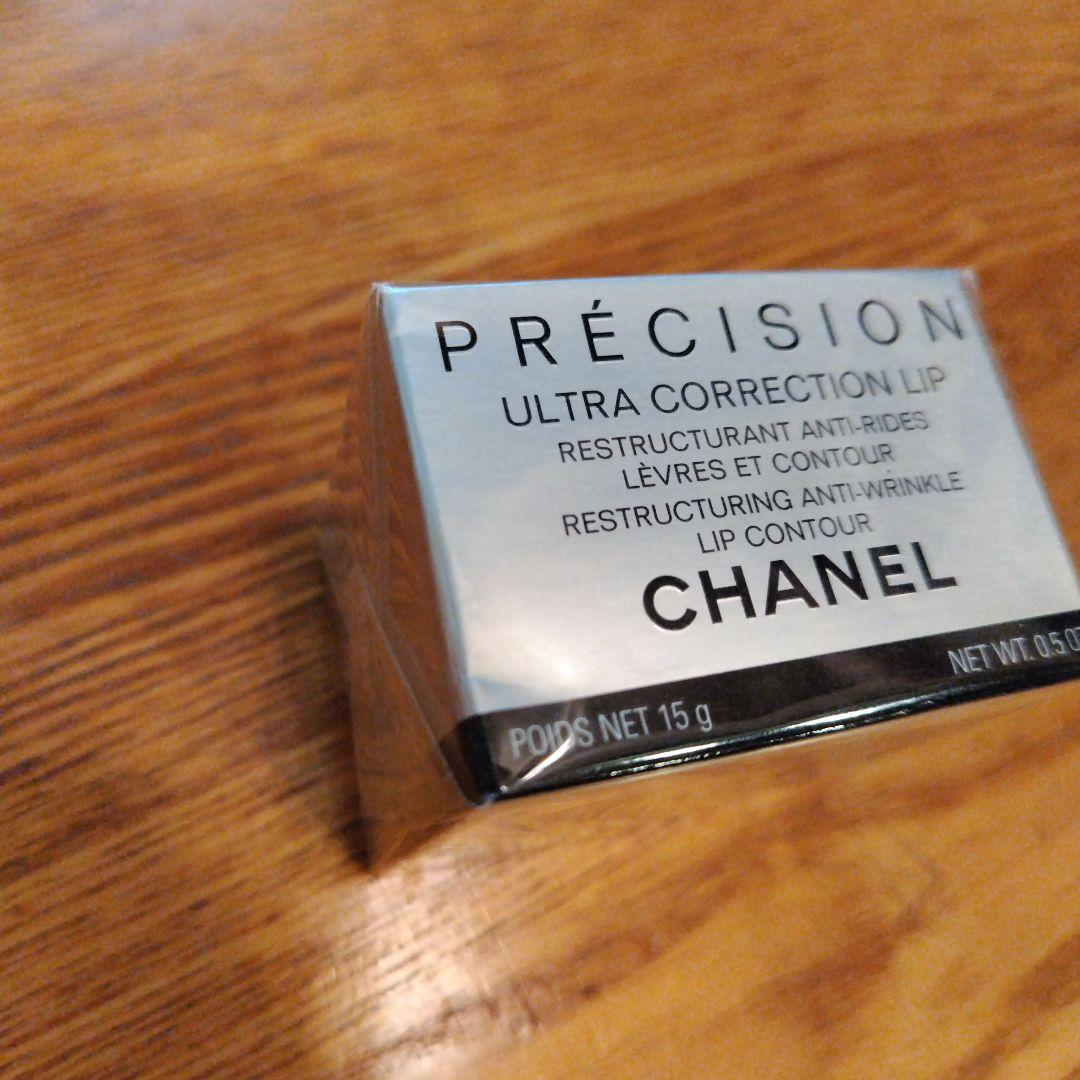 PRÉCISION
ULTRA CORRECTION LIP
RESTRUCTURANT ANTI-RIDES
LÈVRES ET CONTOUR
RESTRUCTURING ANTI-WRINKLE
LIP CONTOUR
CHANEL
POIDS NET 15 g
NET WT. 0.5 OZ